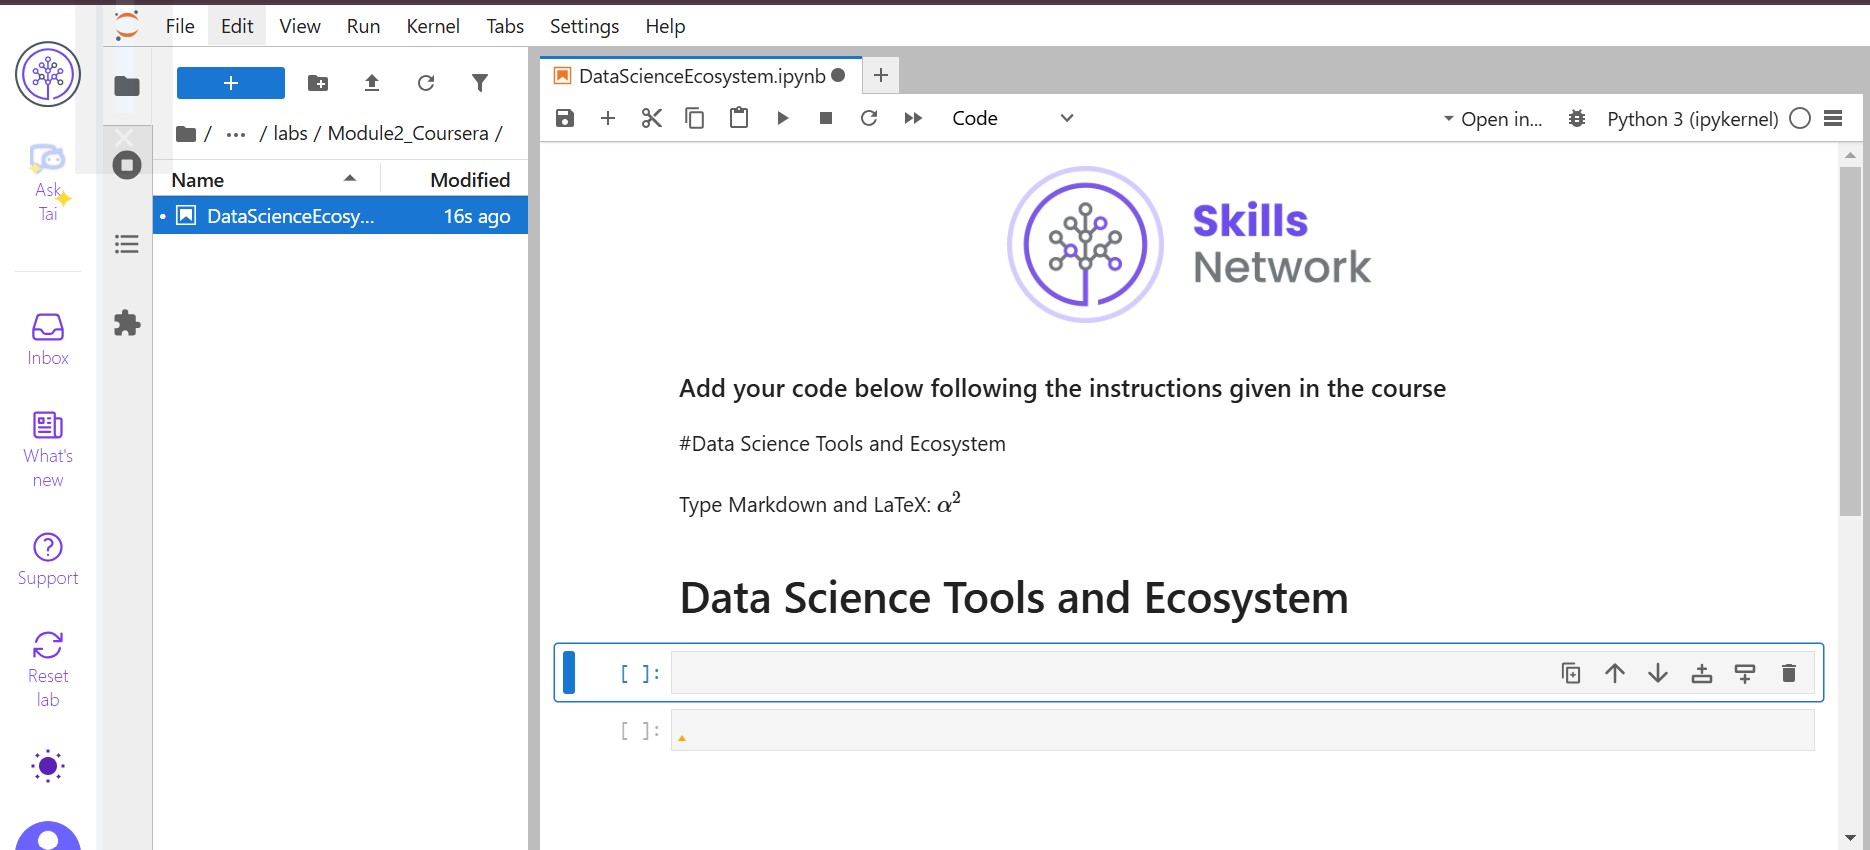 File Edit View Run Kernel Tabs Settings Help
Ask
Tai
Inbox
What's
new
Support
Reset
lab
+
/ ... / labs / Module2_Coursera /
Name Modified
• DataScienceEcosy... 16s ago
DataScienceEcosystem.ipynb ● +
Code
Open in...
Python 3 (ipykernel)
Skills
Network
Add your code below following the instructions given in the course
#Data Science Tools and Ecosystem
Type Markdown and LaTeX: α²
Data Science Tools and Ecosystem
[ ]:
[ ]: